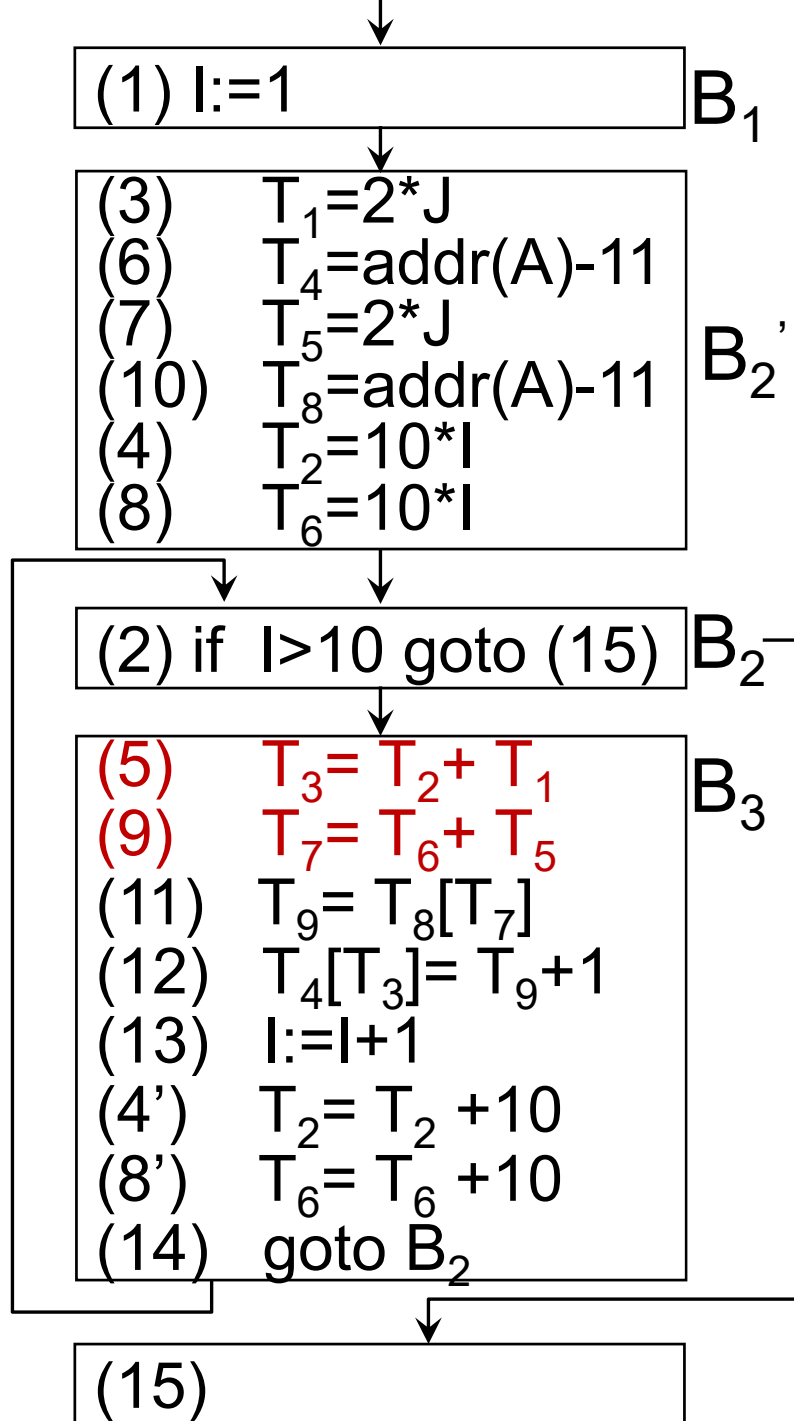 (1) I:=1 B₁
(3) T₁=2*J
(6) T₄=addr(A)-11
(7) T₅=2*J
(10) T₈=addr(A)-11
(4) T₂=10*I
(8) T₆=10*I
B₂’
(2) if I>10 goto (15) B₂
(5) T₃= T₂+ T₁
B₃
(9) T₇= T₆+ T₅
(11) T₉= T₈[T₇]
(12) T₄[T₃]= T₉+1
(13) I:=I+1
(4’) T₂= T₂ +10
(8’) T₆= T₆ +10
(14) goto B₂
(15)